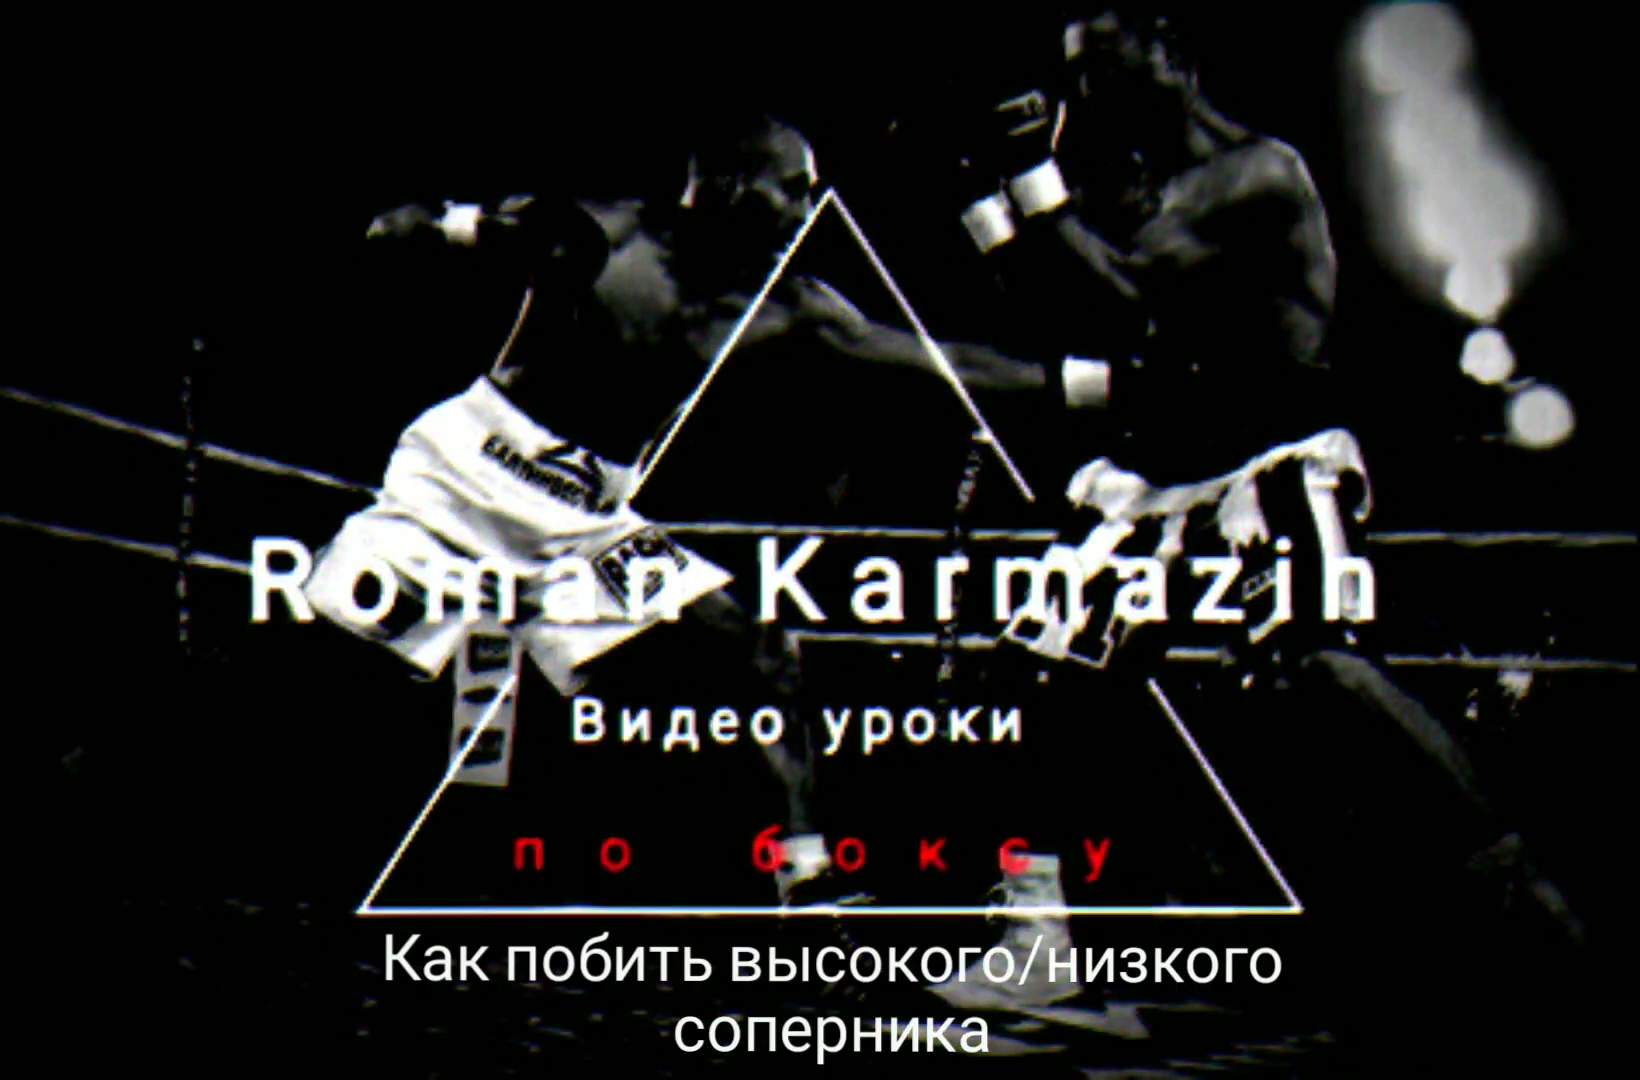 Roman Karmazin
Видео уроки
по боксу
Как побить высокого/низкого
соперника